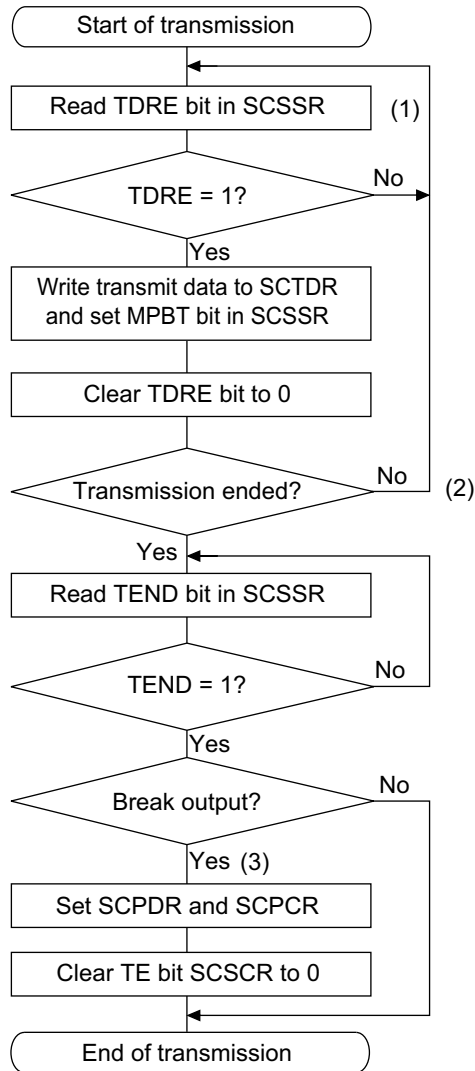 Start of transmission
Read TDRE bit in SCSSR
(1)
TDRE = 1?
No
Yes
Write transmit data to SCTDR
and set MPBT bit in SCSSR
Clear TDRE bit to 0
Transmission ended?
No
(2)
Yes
Read TEND bit in SCSSR
TEND = 1?
No
Yes
Break output?
No
Yes (3)
Set SCPDR and SCPCR
Clear TE bit SCSCR to 0
End of transmission